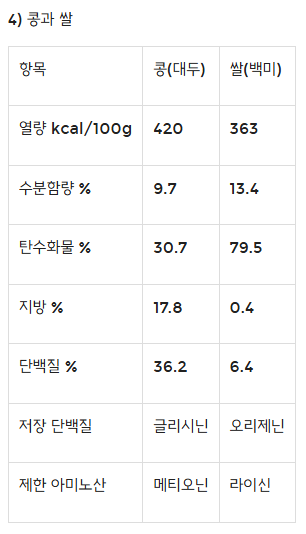 4) 콩과 쌀
항목 콩(대두) 쌀(백미)
열량 kcal/100g 420 363
수분함량 % 9.7 13.4
탄수화물 % 30.7 79.5
지방 % 17.8 0.4
단백질 % 36.2 6.4
저장 단백질 글리시닌 오리제닌
제한 아미노산 메티오닌 라이신